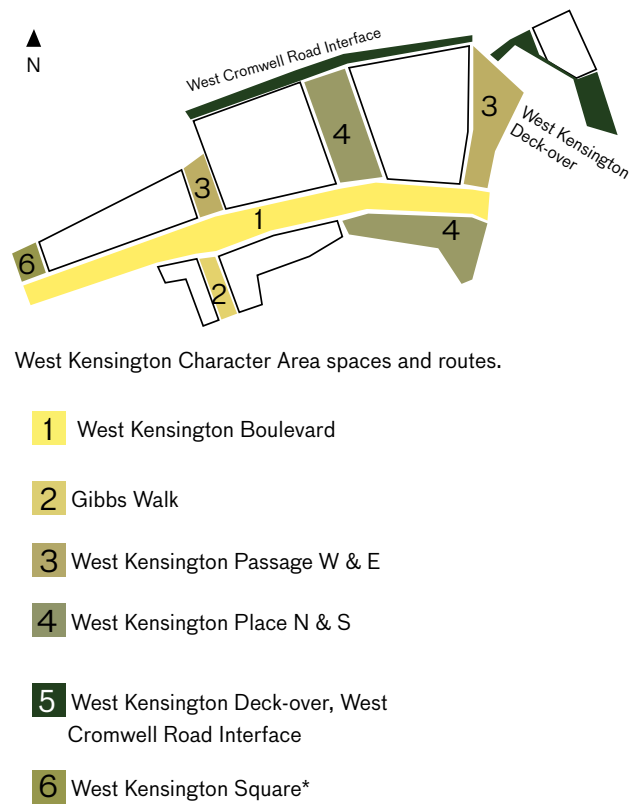 N
West Cromwell Road Interface
3
4
West Kensington
Deck-over
3
1
4
6
2
West Kensington Character Area spaces and routes.
1 West Kensington Boulevard
2 Gibbs Walk
3 West Kensington Passage W & E
4 West Kensington Place N & S
5 West Kensington Deck-over, West
Cromwell Road Interface
6 West Kensington Square*